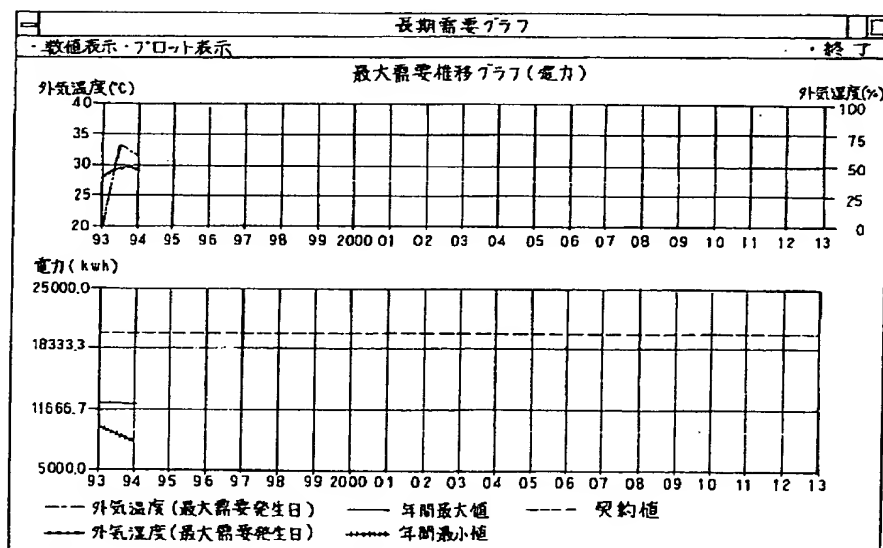 長期需要グラフ
・数値表示・プロット表示 ・終了
最大需要推移グラフ(電力)
外気温度(℃) 外気湿度(%)
40 100
35 75
30 50
25 25
20 0
93 94 95 96 97 98 99 2000 01 02 03 04 05 06 07 08 09 10 11 12 13
電力(kwh)
25000.0
18333.3
11666.7
5000.0
93 94 95 96 97 98 99 2000 01 02 03 04 05 06 07 08 09 10 11 12 13
外気温度(最大需要発生日) 年間最大値 契約値
外気湿度(最大需要発生日) 年間最小値